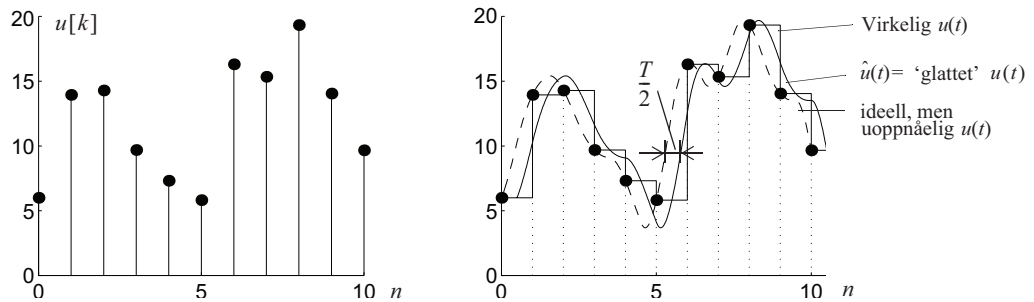 20
u[k]
15
10
5
0
0
5
10
n
20
15
10
5
0
0
5
10
n
T
2
Virkelig u(t)
û(t)= ‘glattet’ u(t)
ideell, men
uoppnåelig u(t)